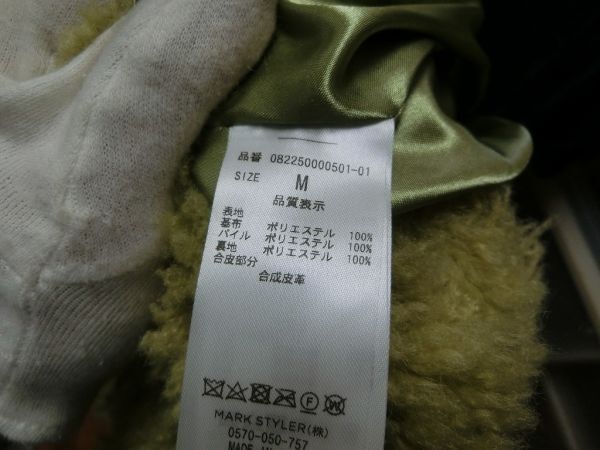 品番 082250000501-01
SIZE M
品質表示
表地
基布 ポリエステル 100%
パイル ポリエステル 100%
裏地 ポリエステル 100%
合皮部分
合成皮革
MARK STYLER(株)
0570-050-757
MADE